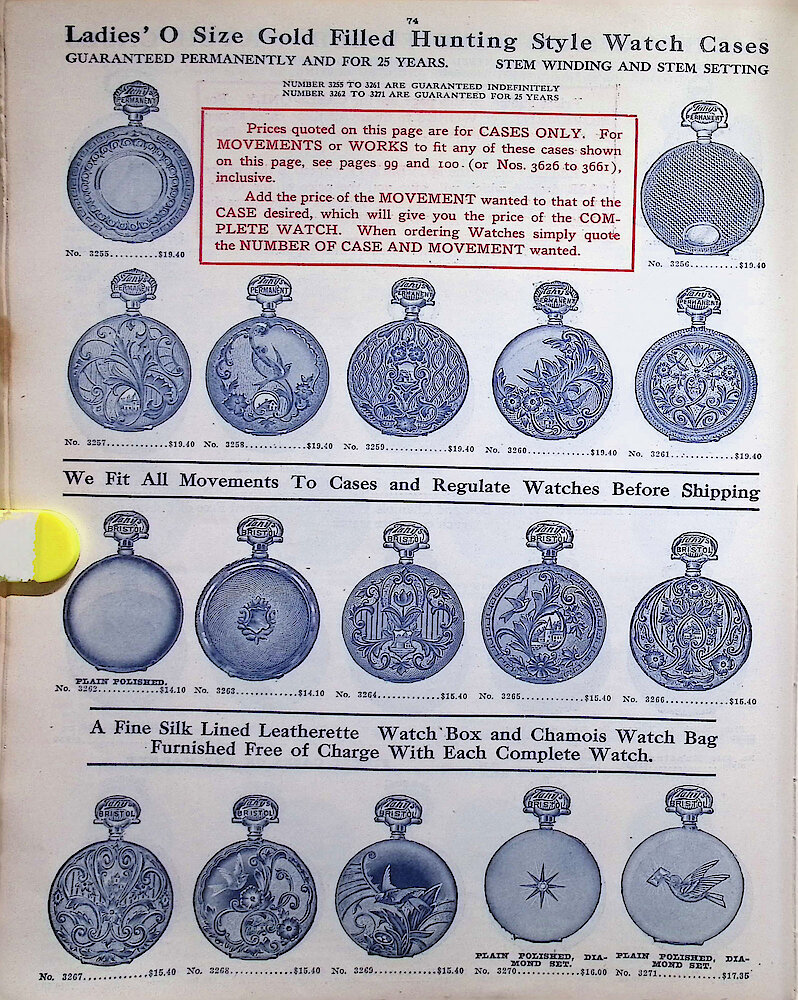 74
Ladies' O Size Gold Filled Hunting Style Watch Cases
GUARANTEED PERMANENTLY AND FOR 25 YEARS. STEM WINDING AND STEM SETTING
NUMBER 3255 TO 3261 ARE GUARANTEED INDEFINITELY
NUMBER 3262 TO 3271 ARE GUARANTEED FOR 25 YEARS
PERMANENT
PERMANENT
Prices quoted on this page are for CASES ONLY. For
MOVEMENTS or WORKS to fit any of these cases shown
on this page, see pages 99 and 100. (or Nos. 3626 to 3661),
inclusive.
Add the price of the MOVEMENT wanted to that of the
CASE desired, which will give you the price of the COM-
PLETE WATCH. When ordering Watches simply quote
the NUMBER OF CASE AND MOVEMENT wanted.
No. 3255..........$19.40
No. 3256..........$19.40
PERMANENT PERMANENT PERMANENT PERMANENT PERMANENT
No. 3257.............$19.40 No. 3258.............$19.40 No. 3259.............$19.40 No. 3260.............$19.40 No. 3261.............$19.40
We Fit All Movements To Cases and Regulate Watches Before Shipping
BRISTOL BRISTOL BRISTOL BRISTOL BRISTOL
PLAIN POLISHED.
No. 3262.............$14.10 No. 3263.............$14.10 No. 3264.............$15.40 No. 3265.............$15.40 No. 3266.............$15.40
A Fine Silk Lined Leatherette Watch Box and Chamois Watch Bag
Furnished Free of Charge With Each Complete Watch.
BRISTOL BRISTOL BRISTOL BRISTOL BRISTOL
PLAIN POLISHED, DIA-
MOND SET.
PLAIN POLISHED, DIA-
MOND SET.
No. 3267.............$15.40 No. 3268.............$15.40 No. 3269.............$15.40 No. 3270.............$16.00 No. 3271.............$17.35